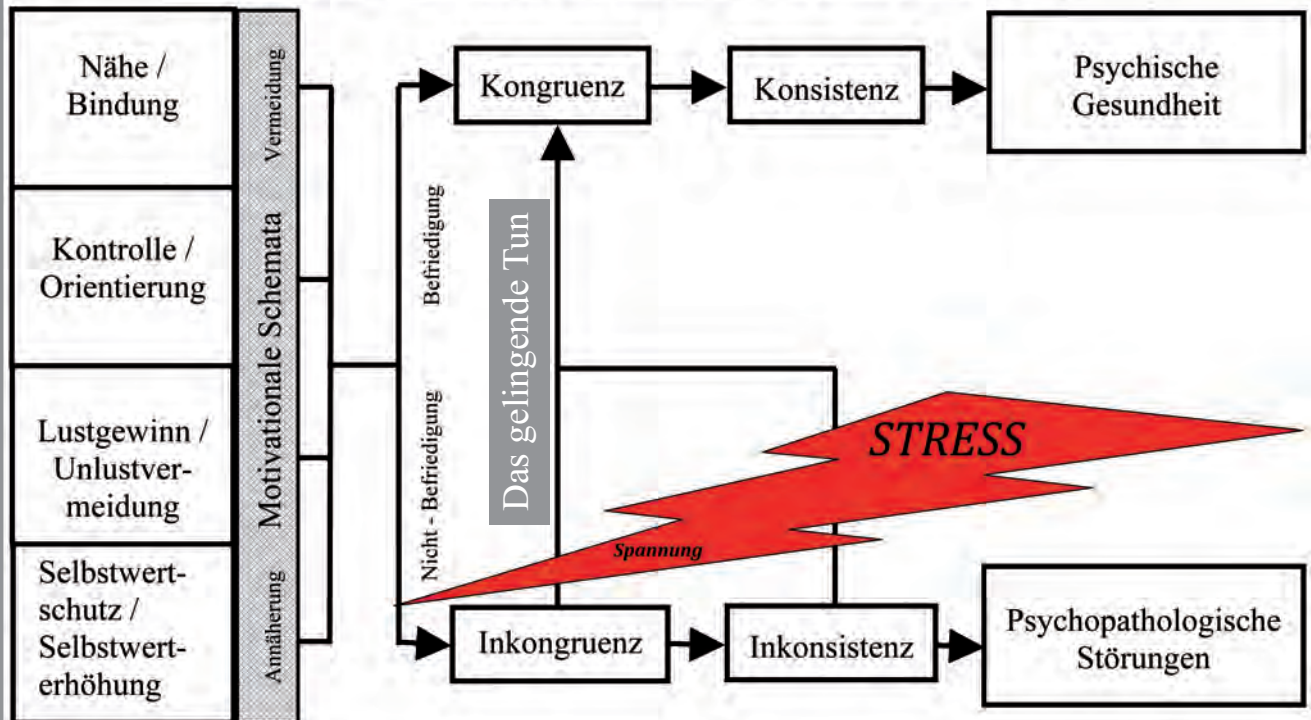 Nähe /
Bindung
Kontrolle /
Orientierung
Lustgewinn /
Unlustver-
meidung
Selbstwert-
schutz /
Selbstwert-
erhöhung
Vermeidung
Motivationale Schemata
Annäherung
Befriedigung
Nicht - Befriedigung
Das gelingende Tun
Kongruenz
Konsistenz
Psychische
Gesundheit
STRESS
Spannung
Inkongruenz
Inkonsistenz
Psychopathologische
Störungen